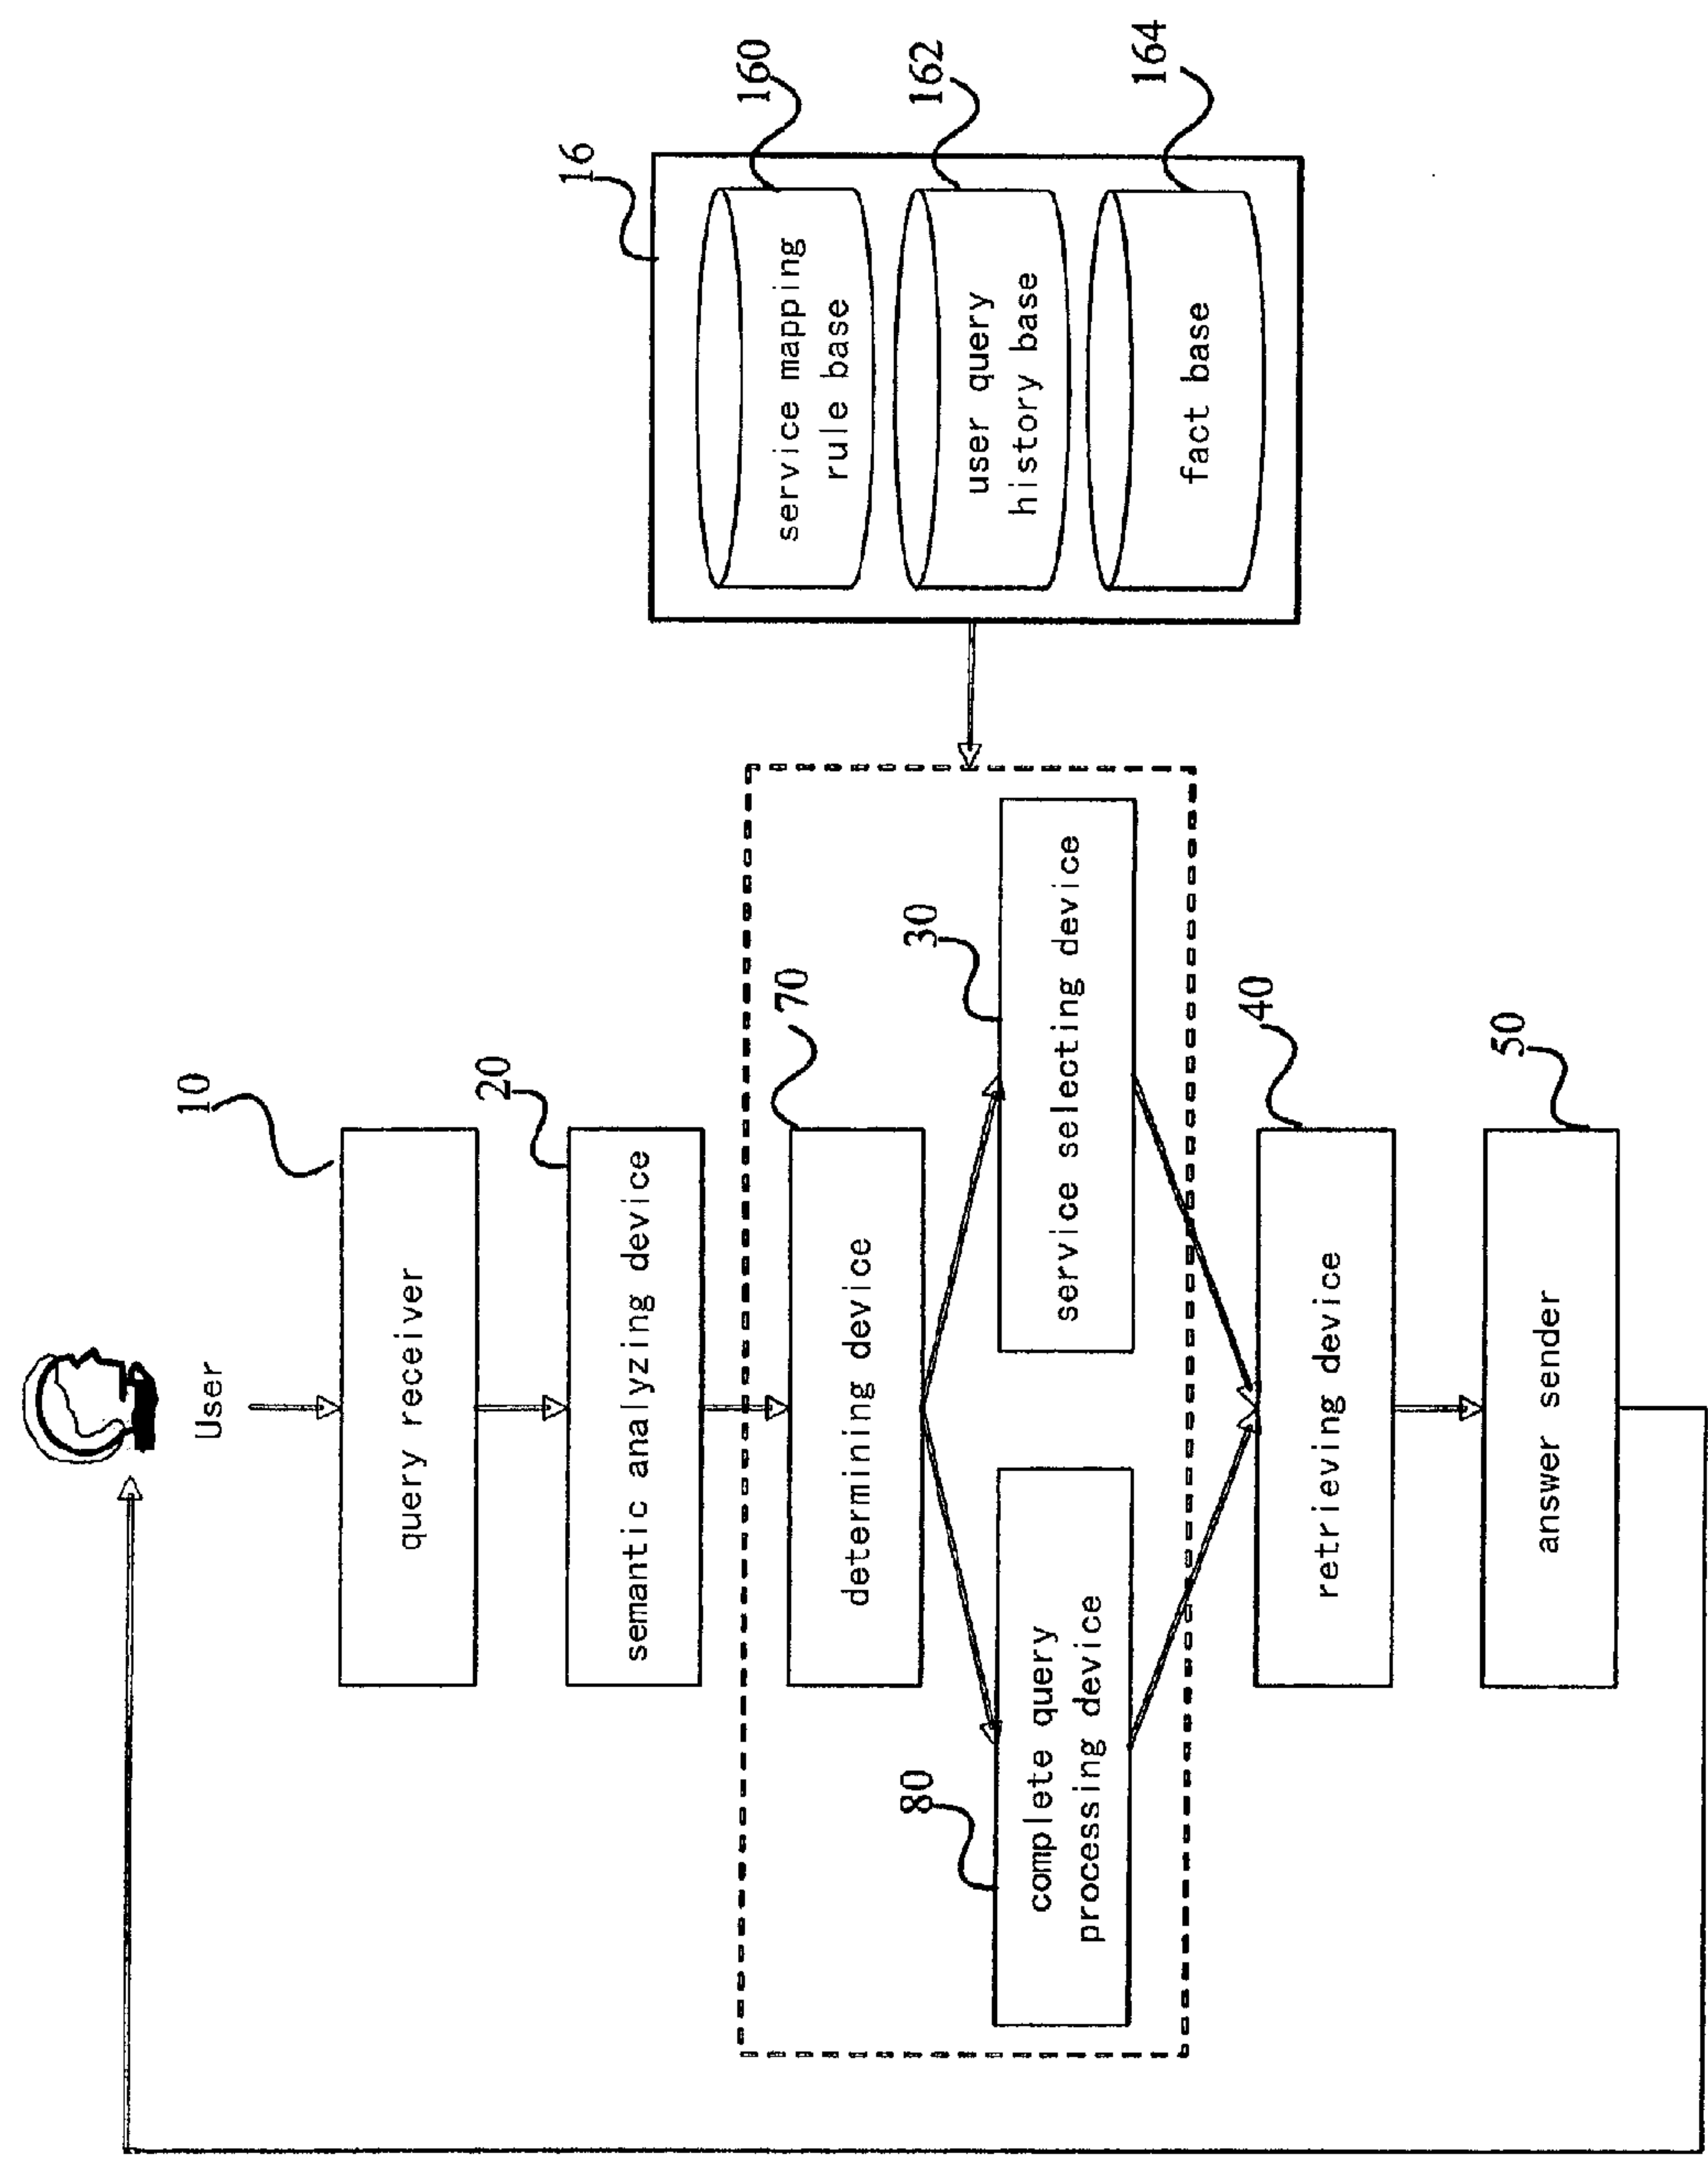 User
10
query receiver
20
semantic analyzing device
70
determining device
80
complete query
processing device
30
service selecting device
40
retrieving device
50
answer sender
16
160
service mapping
rule base
162
user query
history base
164
fact base